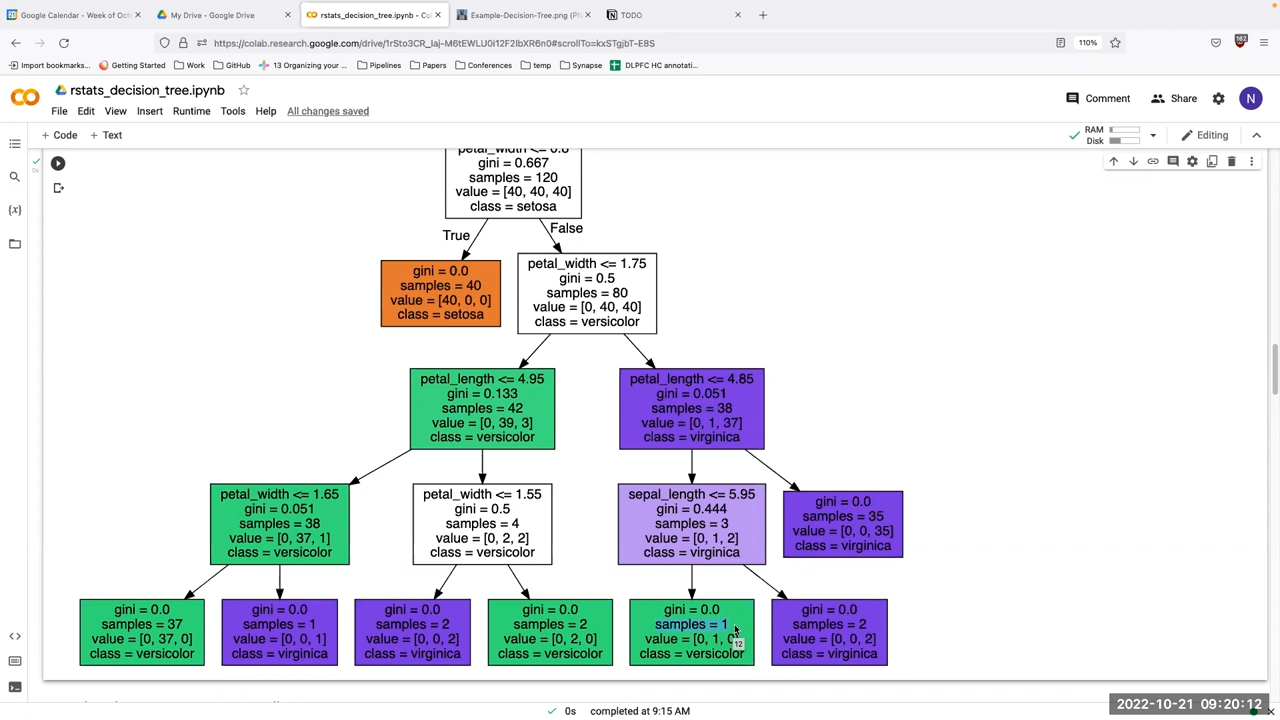 Google Calendar - Week of Oct
My Drive - Google Drive
rstats_decision_tree.ipynb - Co
Example-Decision-Tree.png (PN
TODO
https://colab.research.google.com/drive/1rSto3CR_Iaj-M6tEWLU0i12F2IbXR6n0#scrollTo=kxSTgjbT-E8S
110%
Import bookmarks...
Getting Started
Work
GitHub
13 Organizing your ...
Pipelines
Papers
Conferences
temp
Synapse
DLPFC HC annotati...
rstats_decision_tree.ipynb
Comment
Share
N
File Edit View Insert Runtime Tools Help All changes saved
+ Code + Text
RAM
Disk
Editing
petal_width <= 0.8
gini = 0.667
samples = 120
value = [40, 40, 40]
class = setosa
True
False
gini = 0.0
samples = 40
value = [40, 0, 0]
class = setosa
petal_width <= 1.75
gini = 0.5
samples = 80
value = [0, 40, 40]
class = versicolor
petal_length <= 4.95
gini = 0.133
samples = 42
value = [0, 39, 3]
class = versicolor
petal_length <= 4.85
gini = 0.051
samples = 38
value = [0, 1, 37]
class = virginica
petal_width <= 1.65
gini = 0.051
samples = 38
value = [0, 37, 1]
class = versicolor
petal_width <= 1.55
gini = 0.5
samples = 4
value = [0, 2, 2]
class = versicolor
sepal_length <= 5.95
gini = 0.444
samples = 3
value = [0, 1, 2]
class = virginica
gini = 0.0
samples = 35
value = [0, 0, 35]
class = virginica
gini = 0.0
samples = 37
value = [0, 37, 0]
class = versicolor
gini = 0.0
samples = 1
value = [0, 0, 1]
class = virginica
gini = 0.0
samples = 2
value = [0, 0, 2]
class = virginica
gini = 0.0
samples = 2
value = [0, 2, 0]
class = versicolor
gini = 0.0
samples = 1
value = [0, 1, 0]
class = versicolor
12
gini = 0.0
samples = 2
value = [0, 0, 2]
class = virginica
0s completed at 9:15 AM
2022-10-21 09:20:12